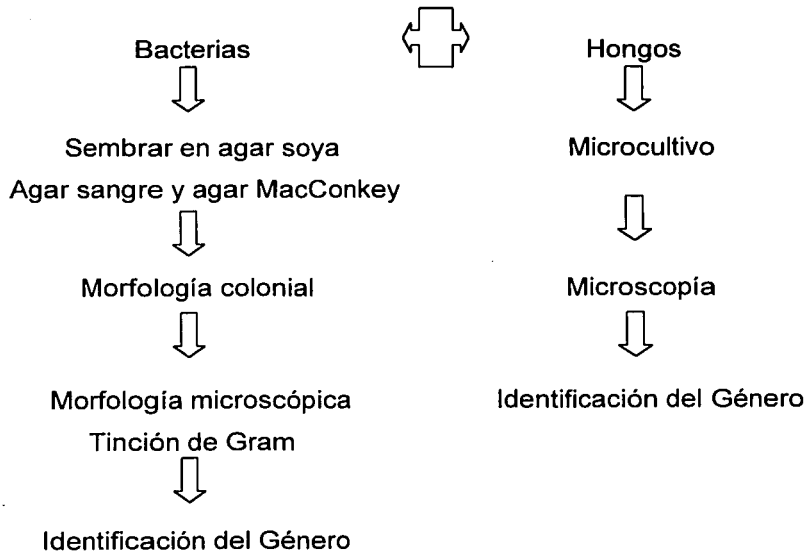 Bacterias
Sembrar en agar soya
Agar sangre y agar MacConkey
Morfología colonial
Morfología microscópica
Tinción de Gram
Identificación del Género
Hongos
Microcultivo
Microscopía
Identificación del Género